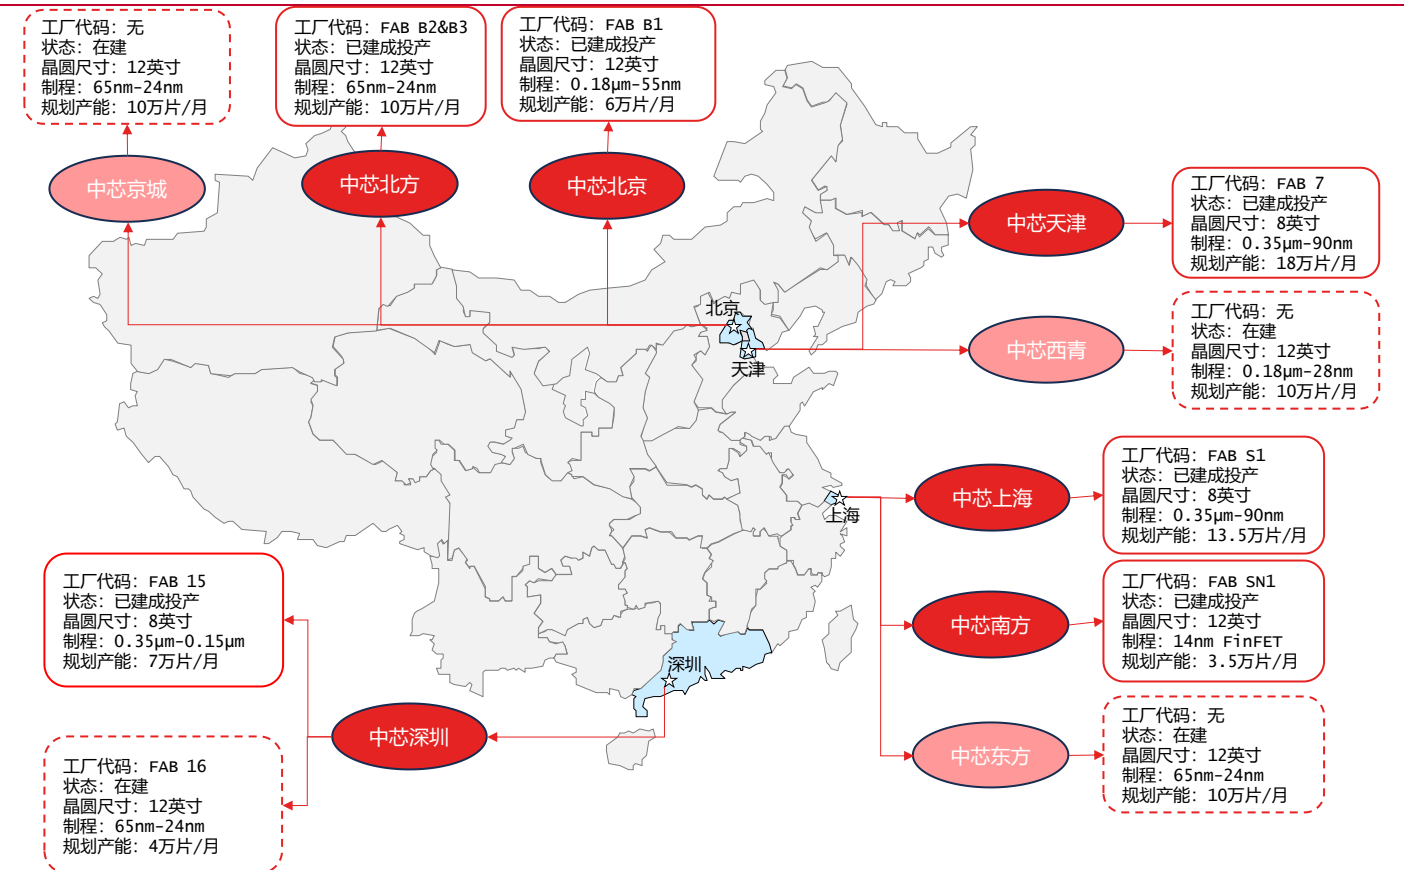 工厂代码：无
状态：在建
晶圆尺寸：12英寸
制程：65nm-24nm
规划产能：10万片/月
工厂代码：FAB B2&B3
状态：已建成投产
晶圆尺寸：12英寸
制程：65nm-24nm
规划产能：10万片/月
工厂代码：FAB B1
状态：已建成投产
晶圆尺寸：12英寸
制程：0.18μm-55nm
规划产能：6万片/月
中芯京城
中芯北方
中芯北京
中芯天津
工厂代码：FAB 7
状态：已建成投产
晶圆尺寸：8英寸
制程：0.35μm-90nm
规划产能：18万片/月
北京
天津
中芯西青
工厂代码：无
状态：在建
晶圆尺寸：12英寸
制程：0.18μm-28nm
规划产能：10万片/月
上海
中芯上海
工厂代码：FAB S1
状态：已建成投产
晶圆尺寸：8英寸
制程：0.35μm-90nm
规划产能：13.5万片/月
中芯南方
工厂代码：FAB SN1
状态：已建成投产
晶圆尺寸：12英寸
制程：14nm FinFET
规划产能：3.5万片/月
中芯东方
工厂代码：无
状态：在建
晶圆尺寸：12英寸
制程：65nm-24nm
规划产能：10万片/月
工厂代码：FAB 15
状态：已建成投产
晶圆尺寸：8英寸
制程：0.35μm-0.15μm
规划产能：7万片/月
深圳
中芯深圳
工厂代码：FAB 16
状态：在建
晶圆尺寸：12英寸
制程：65nm-24nm
规划产能：4万片/月